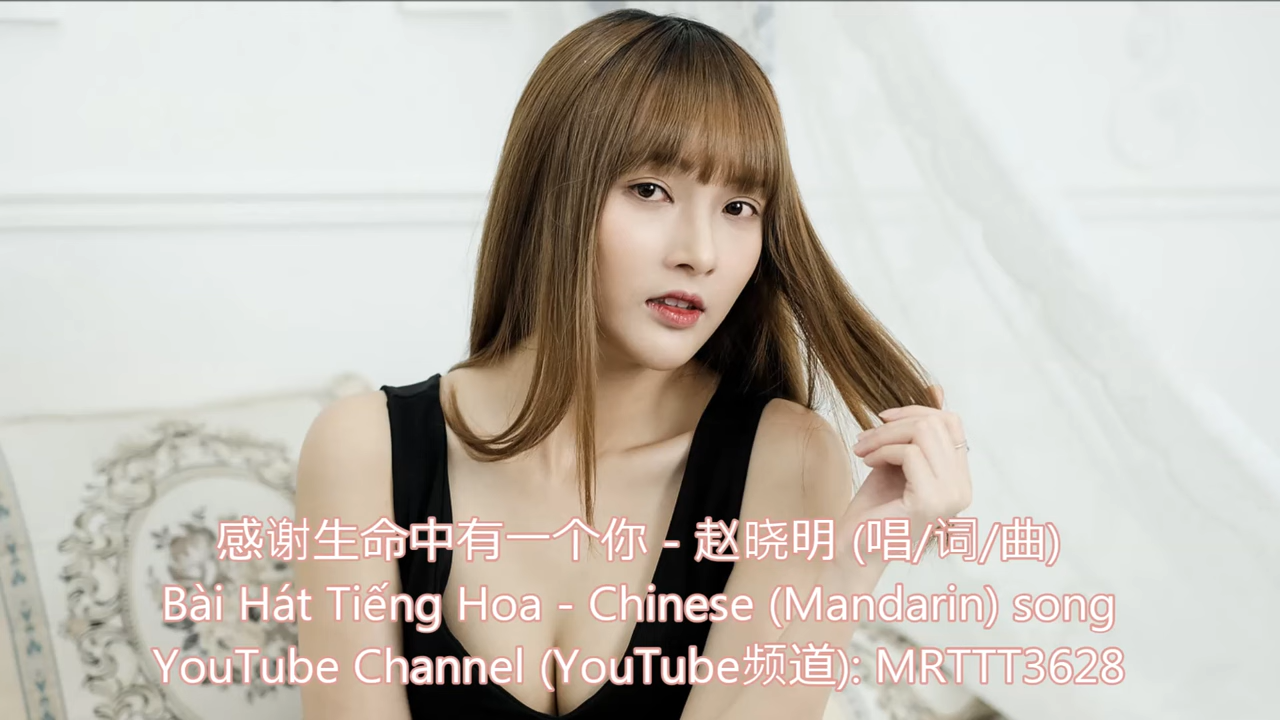 感谢生命中有一个你 - 赵晓明 (唱/词/曲)
Bài Hát Tiếng Hoa - Chinese (Mandarin) song
YouTube Channel (YouTube频道): MRTTT3628